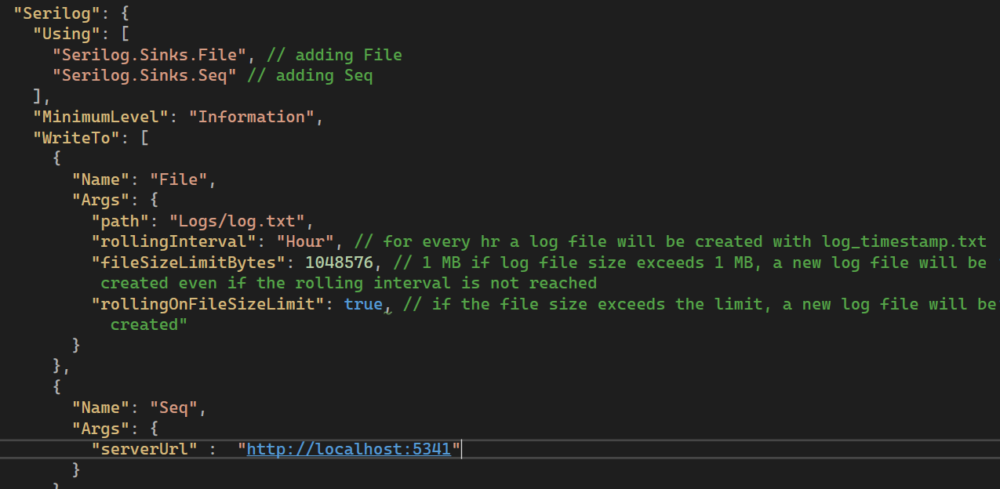 "Serilog": {
"Using": [
"Serilog.Sinks.File", // adding File
"Serilog.Sinks.Seq" // adding Seq
],
"MinimumLevel": "Information",
"WriteTo": [
{
"Name": "File",
"Args": {
"path": "Logs/log.txt",
"rollingInterval": "Hour", // for every hr a log file will be created with log_timestamp.txt
"fileSizeLimitBytes": 1048576, // 1 MB if log file size exceeds 1 MB, a new log file will be
created even if the rolling interval is not reached
"rollingOnFileSizeLimit": true, // if the file size exceeds the limit, a new log file will be
created"
}
},
{
"Name": "Seq",
"Args": {
"serverUrl" :  "http://localhost:5341"
}
}